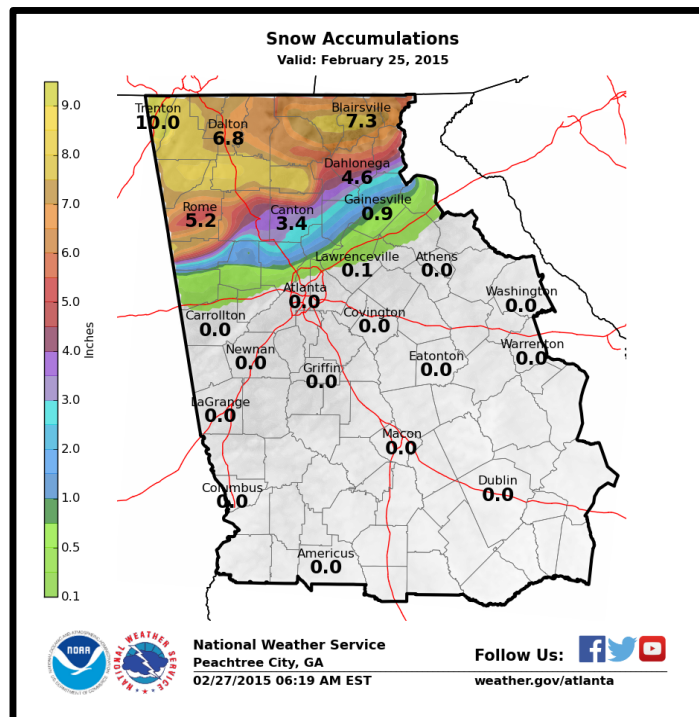 Snow Accumulations
Valid: February 25, 2015
9.0
8.0
7.0
6.0
5.0
4.0
3.0
2.0
1.0
0.5
0.1
Inches
Trenton
10.0
Dalton
6.8
Blairsville
7.3
Dahlonega
4.6
Rome
5.2
Canton
3.4
Gainesville
0.9
Lawrenceville
0.1
Athens
0.0
Atlanta
0.0
Washington
0.0
Carrollton
0.0
Covington
0.0
Newnan
0.0
Griffin
0.0
Eatonton
0.0
Warrenton
0.0
LaGrange
0.0
Macon
0.0
Columbus
0.0
Dublin
0.0
Americus
0.0
NOAA
NATIONAL WEATHER SERVICE
National Weather Service
Peachtree City, GA
02/27/2015 06:19 AM EST
Follow Us:
weather.gov/atlanta